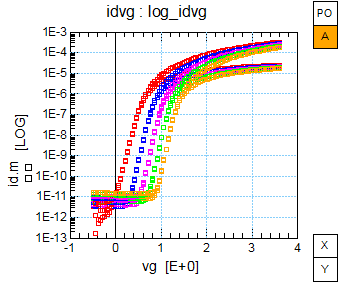 idvg : log_idvg
PO
A
1E-3
1E-4
1E-5
1E-6
1E-7
1E-8
1E-9
1E-10
1E-11
1E-12
1E-13
id.m [LOG]
-1 0 1 2 3 4
vg [E+0]
X
Y